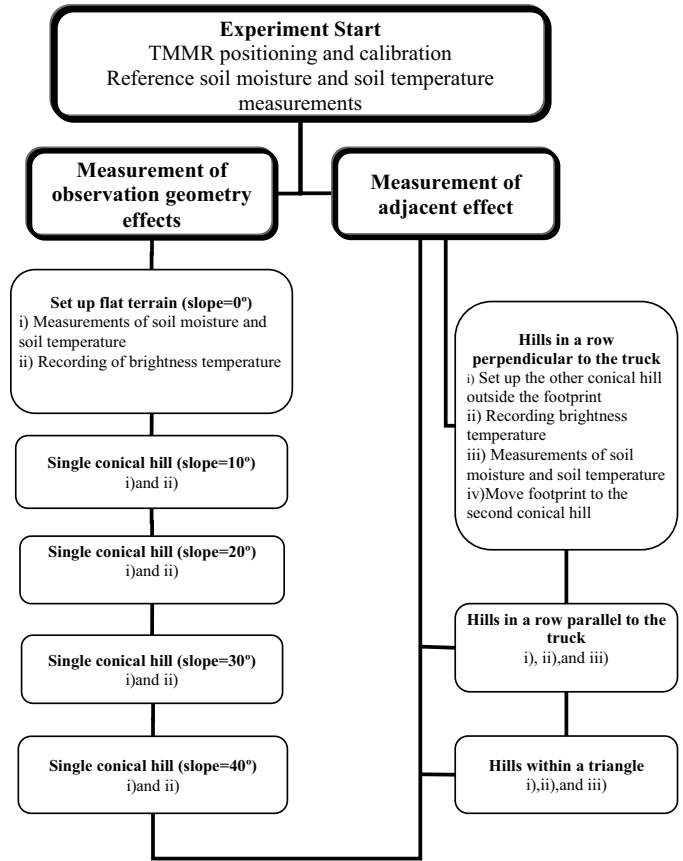 Experiment Start
TMMR positioning and calibration
Reference soil moisture and soil temperature
measurements
Measurement of
observation geometry
effects
Measurement of
adjacent effect
Set up flat terrain (slope=0º)
i) Measurements of soil moisture and
soil temperature
ii) Recording of brightness temperature
Single conical hill (slope=10º)
i)and ii)
Single conical hill (slope=20º)
i)and ii)
Single conical hill (slope=30º)
i)and ii)
Single conical hill (slope=40º)
i)and ii)
Hills in a row
perpendicular to the truck
i) Set up the other conical hill
outside the footprint
ii) Recording brightness
temperature
iii) Measurements of soil
moisture and soil temperature
iv)Move footprint to the
second conical hill
Hills in a row parallel to the
truck
i), ii),and iii)
Hills within a triangle
i),ii),and iii)